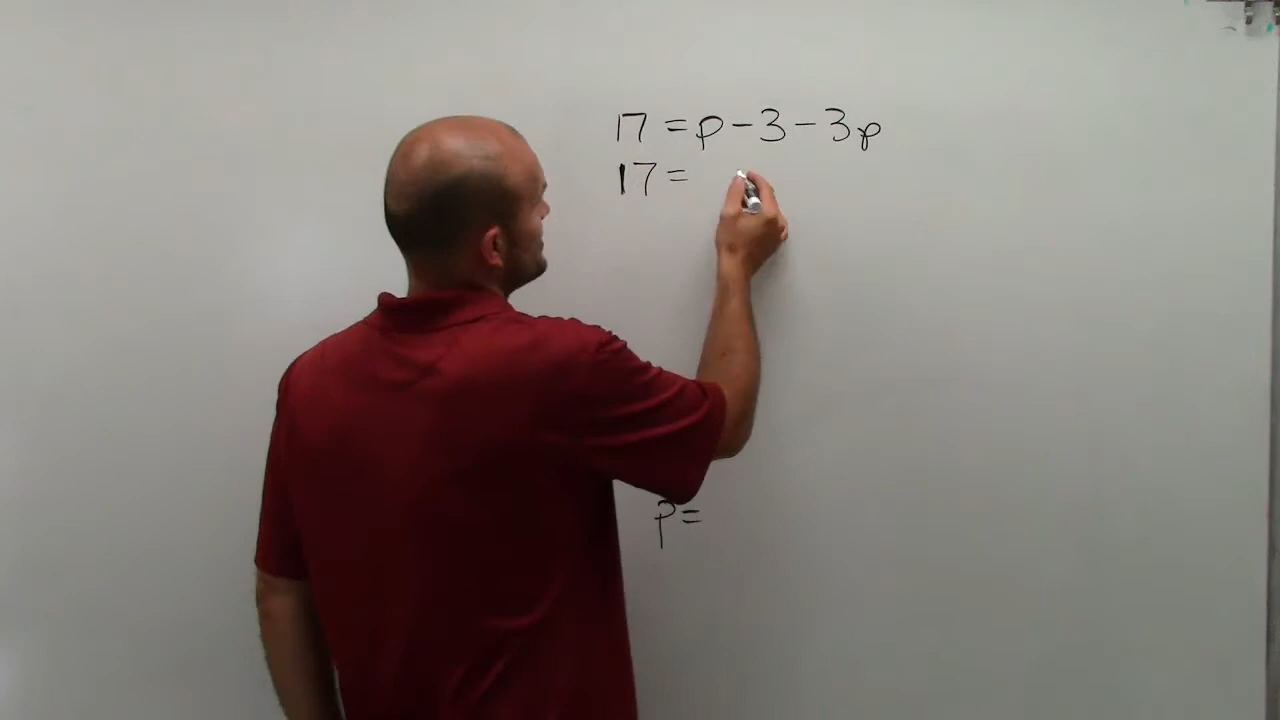 17 = p - 3 - 3p
17 =
p =